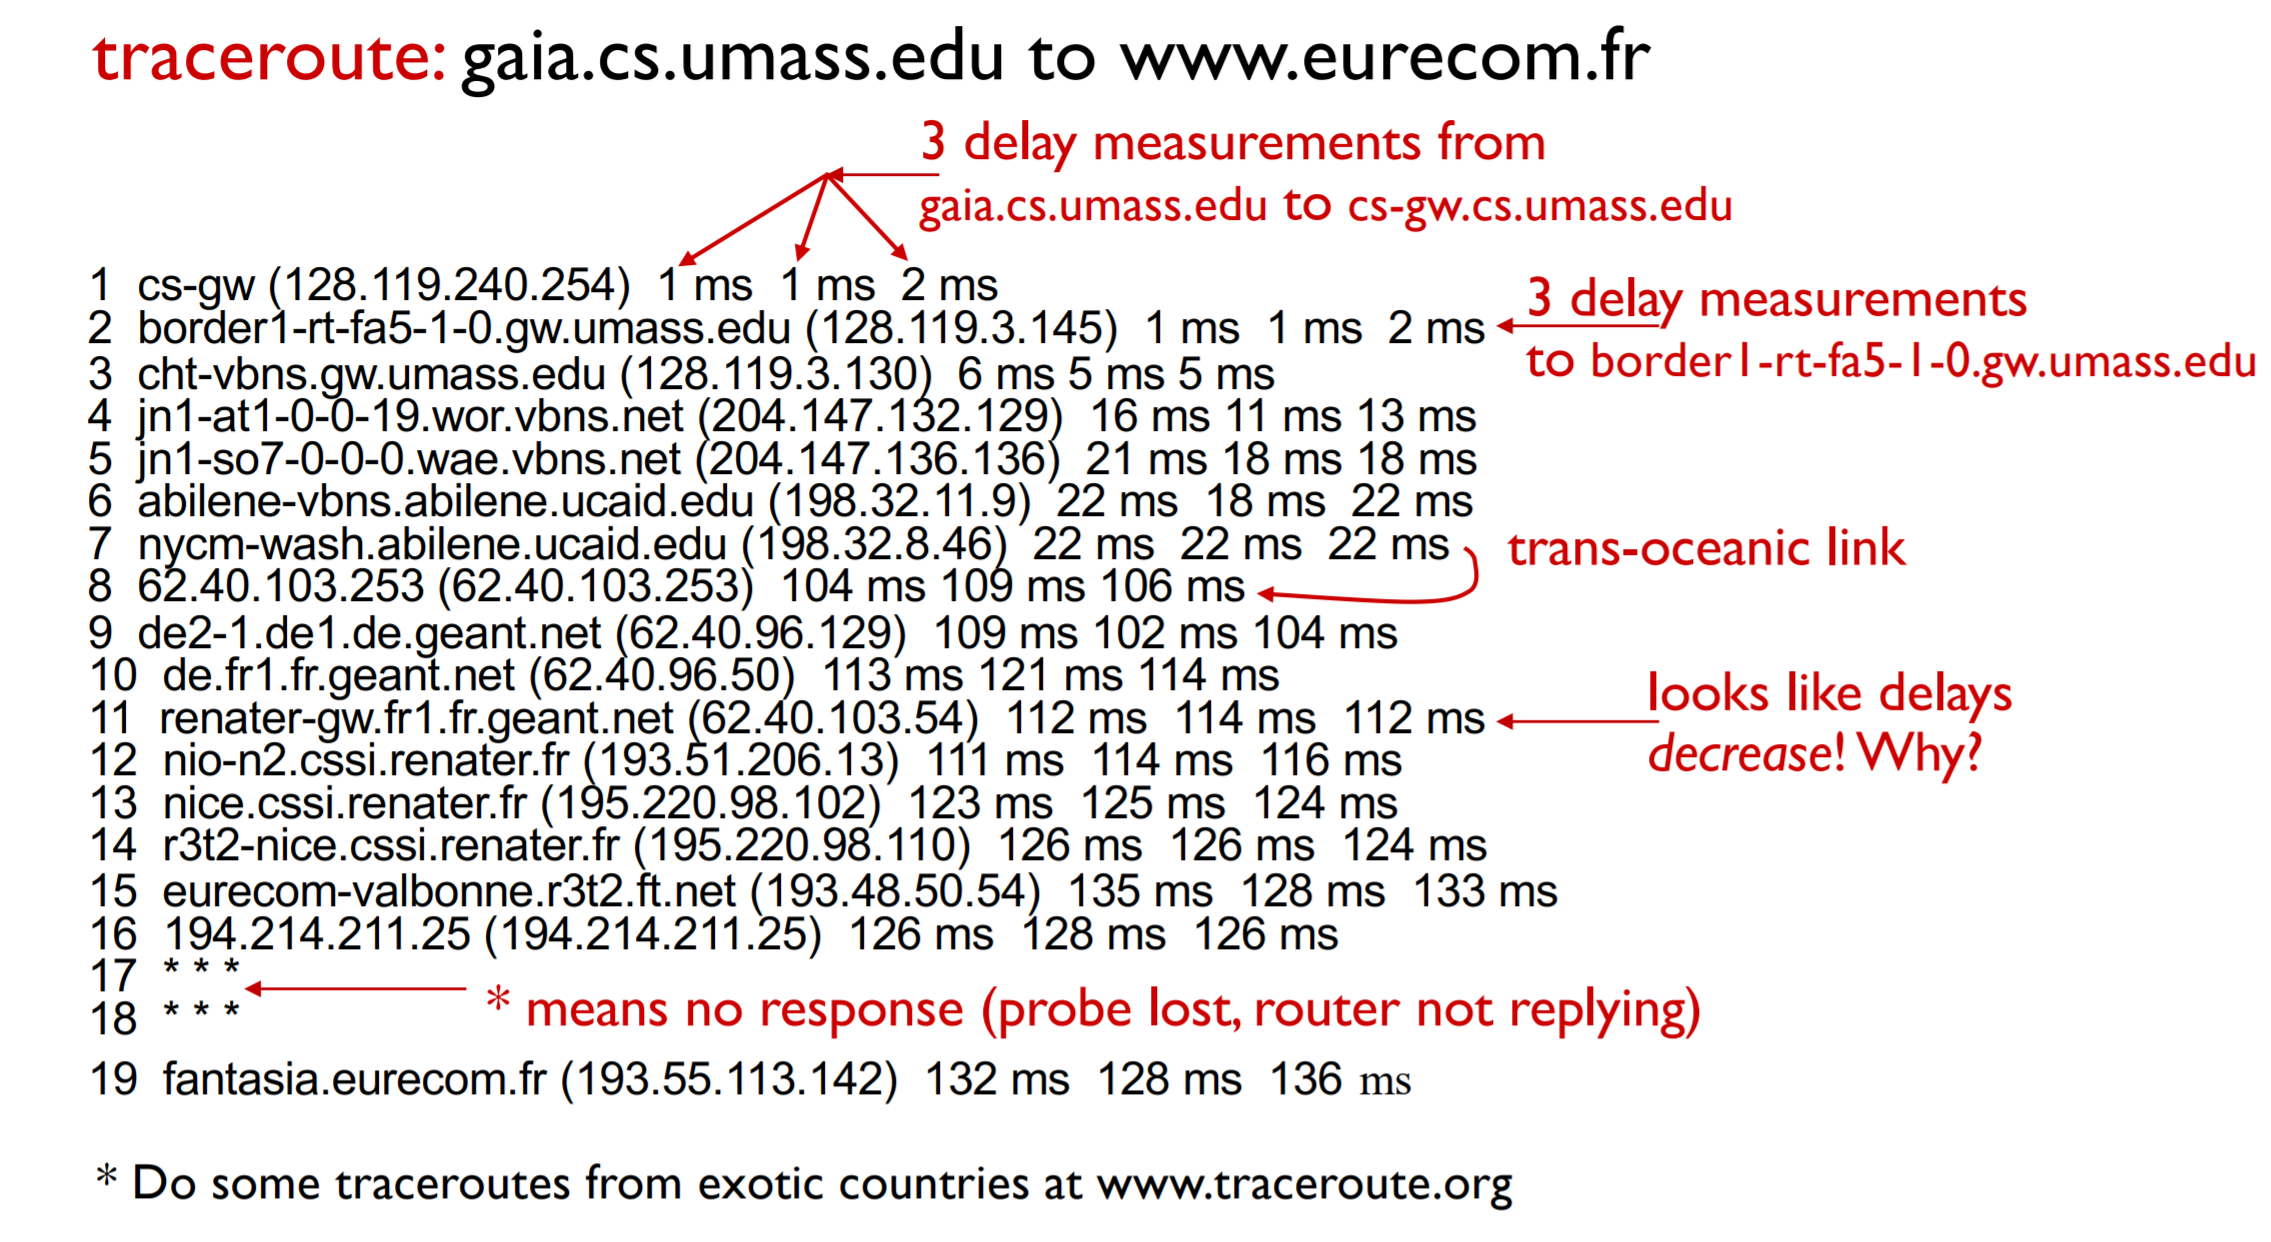 traceroute: gaia.cs.umass.edu to www.eurecom.fr
3 delay measurements from
gaia.cs.umass.edu to cs-gw.cs.umass.edu
1 cs-gw (128.119.240.254) 1 ms 1 ms 2 ms
2 border1-rt-fa5-1-0.gw.umass.edu (128.119.3.145) 1 ms 1 ms 2 ms
3 delay measurements
to border1-rt-fa5-1-0.gw.umass.edu
3 cht-vbns.gw.umass.edu (128.119.3.130) 6 ms 5 ms 5 ms
4 jn1-at1-0-0-19.wor.vbns.net (204.147.132.129) 16 ms 11 ms 13 ms
5 jn1-so7-0-0-0.wae.vbns.net (204.147.136.136) 21 ms 18 ms 18 ms
6 abilene-vbns.abilene.ucaid.edu (198.32.11.9) 22 ms 18 ms 22 ms
7 nycm-wash.abilene.ucaid.edu (198.32.8.46) 22 ms 22 ms 22 ms
trans-oceanic link
8 62.40.103.253 (62.40.103.253) 104 ms 109 ms 106 ms
9 de2-1.de1.de.geant.net (62.40.96.129) 109 ms 102 ms 104 ms
10 de.fr1.fr.geant.net (62.40.96.50) 113 ms 121 ms 114 ms
11 renater-gw.fr1.fr.geant.net (62.40.103.54) 112 ms 114 ms 112 ms
looks like delays
decrease! Why?
12 nio-n2.cssi.renater.fr (193.51.206.13) 111 ms 114 ms 116 ms
13 nice.cssi.renater.fr (195.220.98.102) 123 ms 125 ms 124 ms
14 r3t2-nice.cssi.renater.fr (195.220.98.110) 126 ms 126 ms 124 ms
15 eurecom-valbonne.r3t2.ft.net (193.48.50.54) 135 ms 128 ms 133 ms
16 194.214.211.25 (194.214.211.25) 126 ms 128 ms 126 ms
17 * * *
18 * * *
* means no response (probe lost, router not replying)
19 fantasia.eurecom.fr (193.55.113.142) 132 ms 128 ms 136 ms
* Do some traceroutes from exotic countries at www.traceroute.org